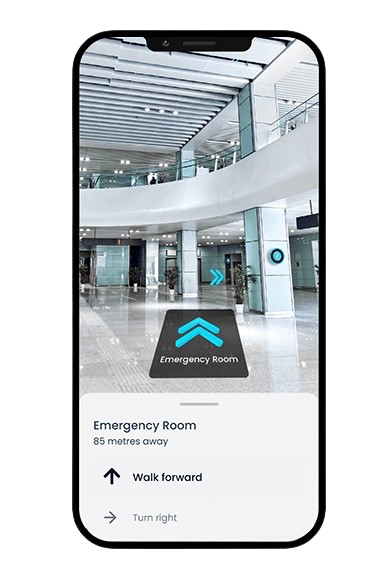 Emergency Room
Emergency Room
85 metres away
Walk forward
Turn right